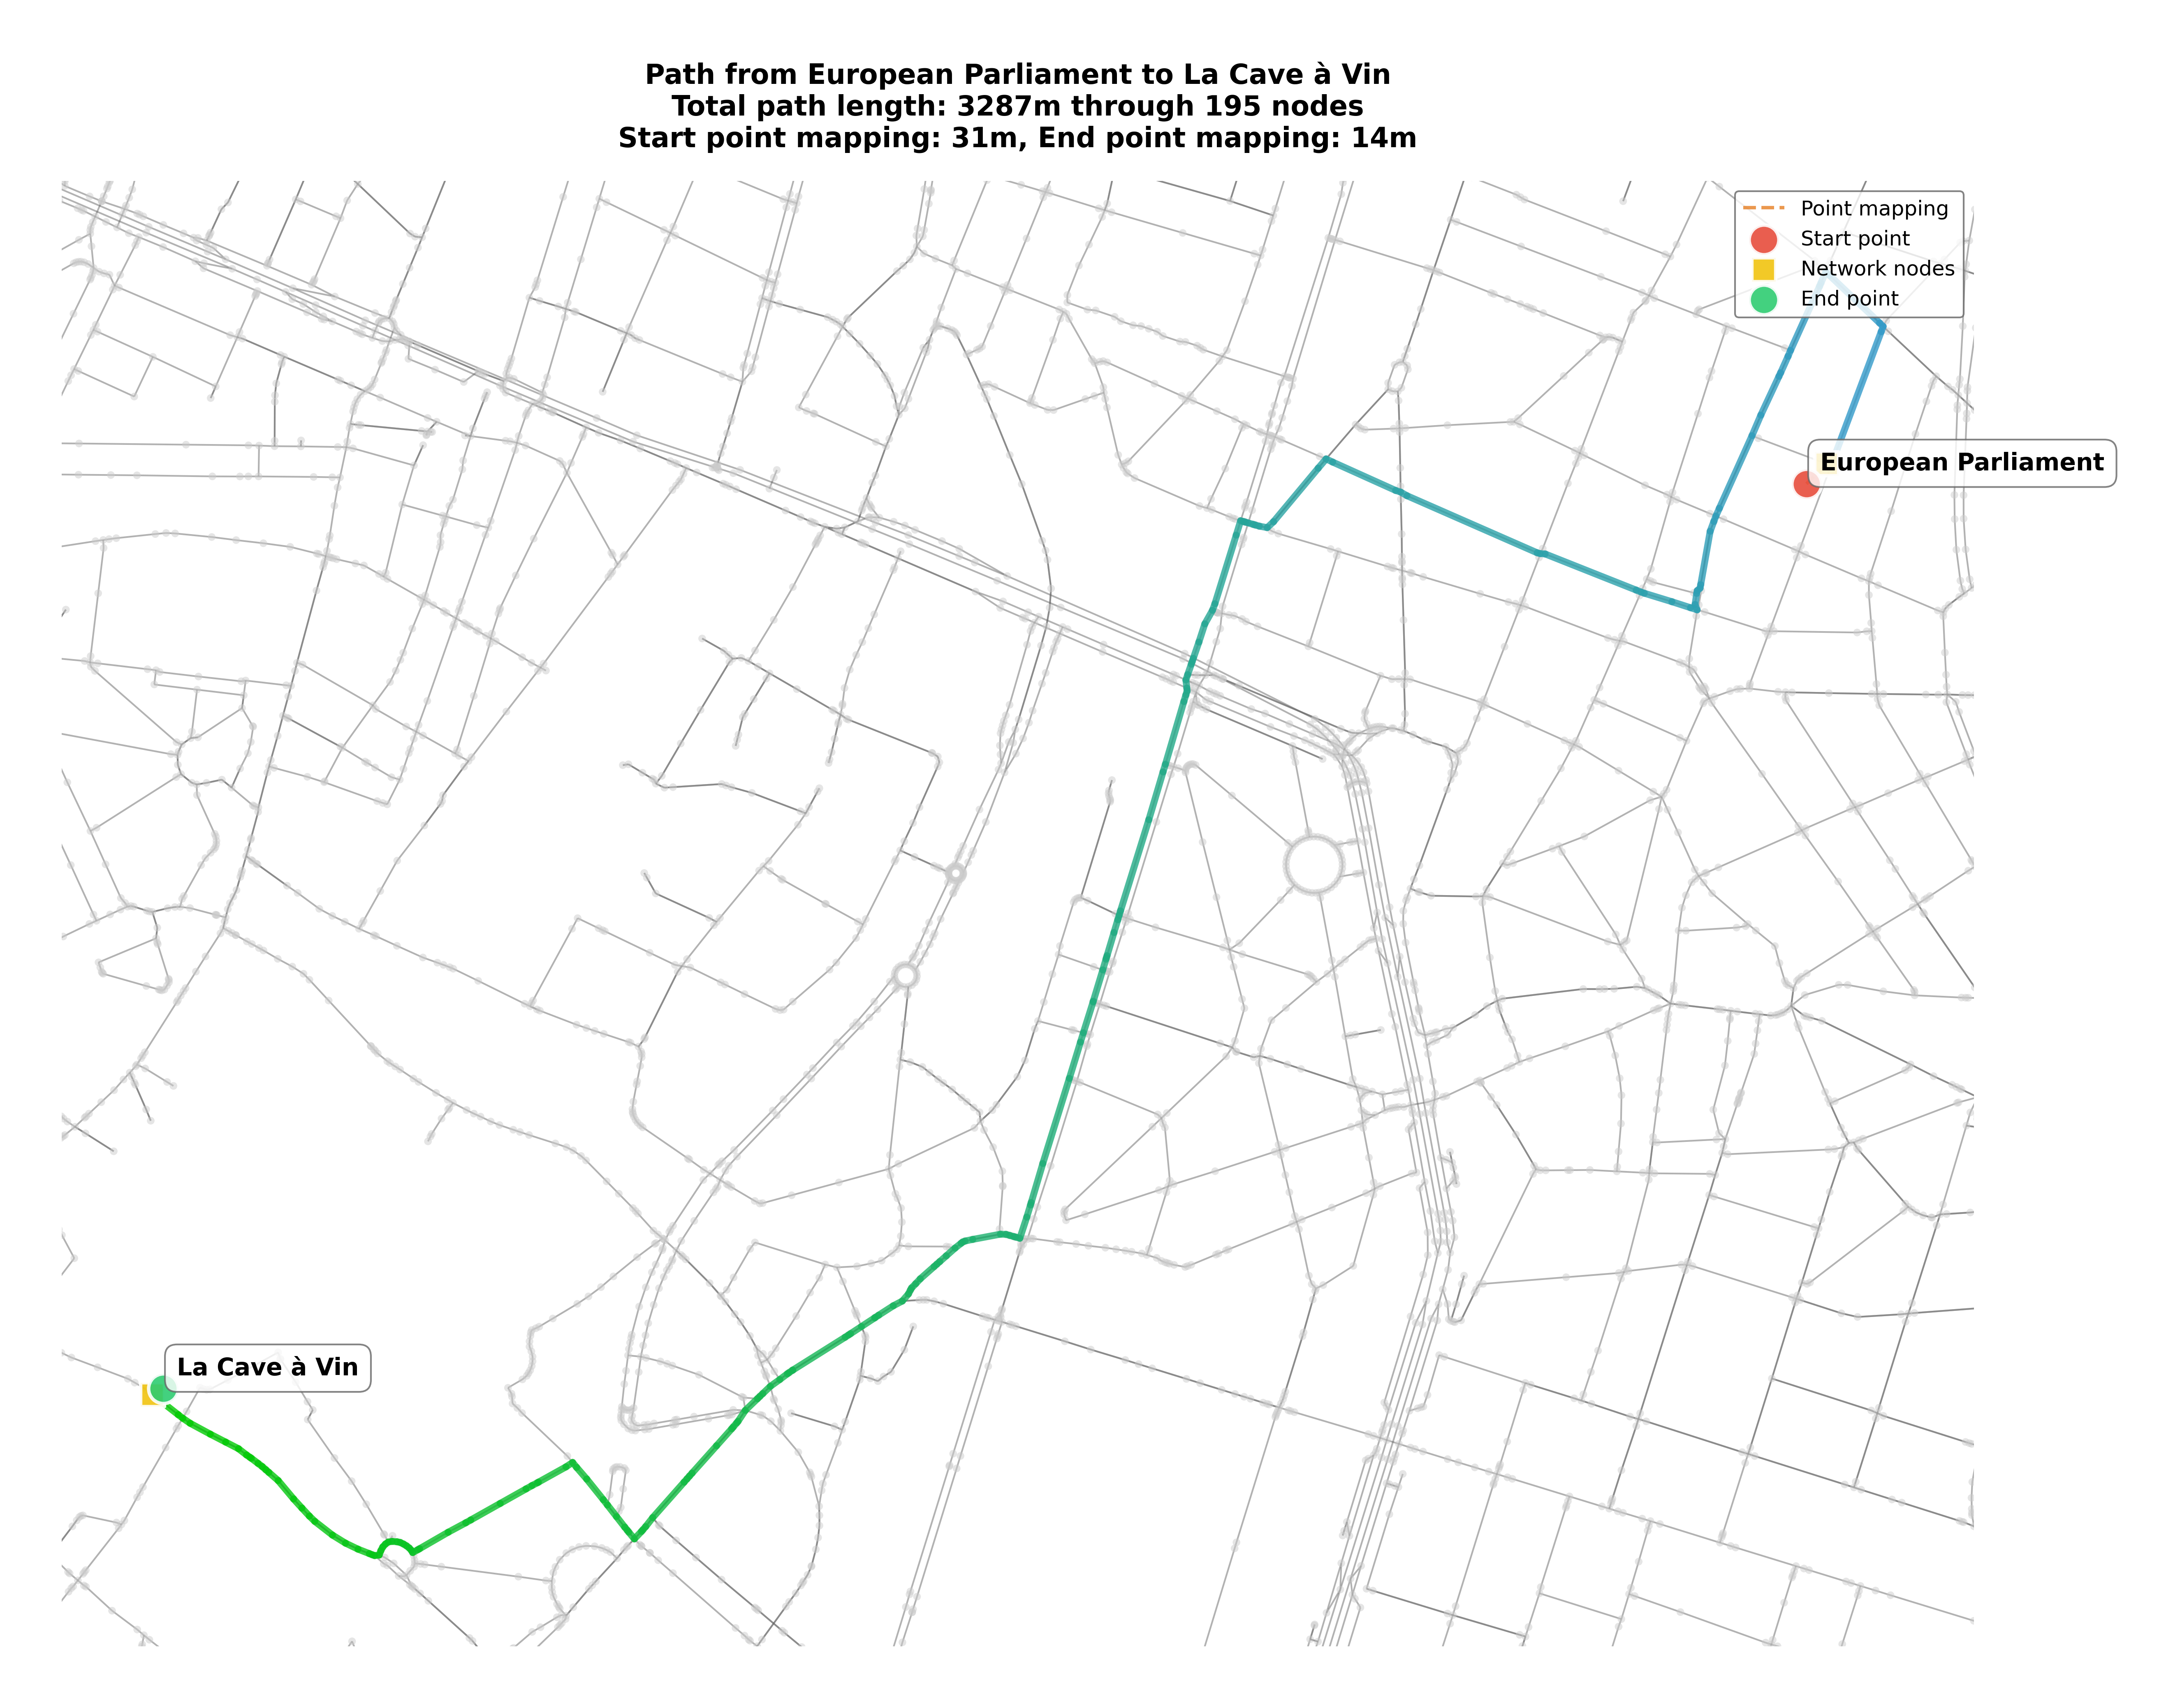 Path from European Parliament to La Cave à Vin
Total path length: 3287m through 195 nodes
Start point mapping: 31m, End point mapping: 14m
Point mapping
Start point
Network nodes
End point
European Parliament
La Cave à Vin